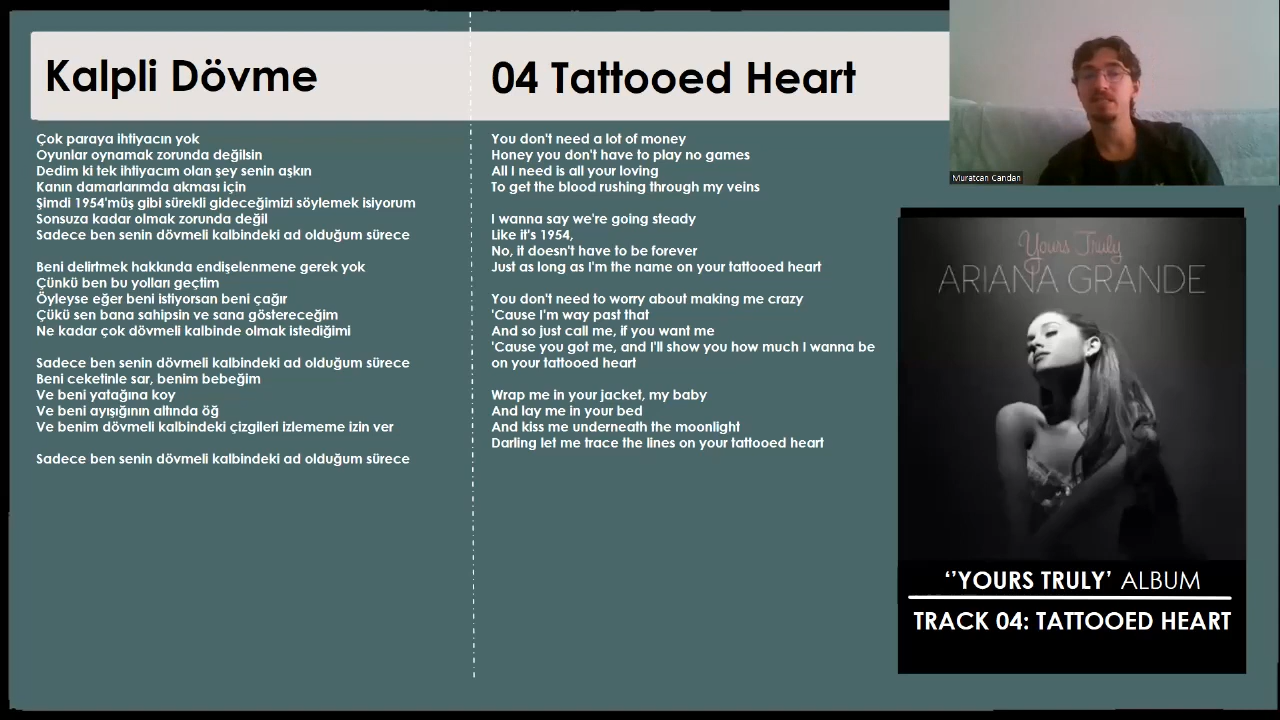 Kalpli Dövme
Çok paraya ihtiyacın yok
Oyunlar oynamak zorunda değilsin
Dedim ki tek ihtiyacım olan şey senin aşkın
Kanın damarlarımda akması için
Şimdi 1954'müş gibi sürekli gideceğimizi söylemek isiyorum
Sonsuza kadar olmak zorunda değil
Sadece ben senin dövmeli kalbindeki ad olduğum sürece
Beni delirtmek hakkında endişelenmene gerek yok
Çünkü ben bu yolları geçtim
Öyleyse eğer beni istiyorsan beni çağır
Çükü sen bana sahipsin ve sana göstereceğim
Ne kadar çok dövmeli kalbinde olmak istediğimi
Sadece ben senin dövmeli kalbindeki ad olduğum sürece
Beni ceketinle sar, benim bebeğim
Ve beni yatağına koy
Ve beni ayışığının altında öğ
Ve benim dövmeli kalbindeki çizgileri izlememe izin ver
Sadece ben senin dövmeli kalbindeki ad olduğum sürece
04 Tattooed Heart
You don't need a lot of money
Honey you don't have to play no games
All I need is all your loving
To get the blood rushing through my veins
I wanna say we're going steady
Like it's 1954,
No, it doesn't have to be forever
Just as long as I'm the name on your tattooed heart
You don't need to worry about making me crazy
'Cause I'm way past that
And so just call me, if you want me
'Cause you got me, and I'll show you how much I wanna be
on your tattooed heart
Wrap me in your jacket, my baby
And lay me in your bed
And kiss me underneath the moonlight
Darling let me trace the lines on your tattooed heart
Muratcan Candan
Yours Truly
ARIANA GRANDE
‘’YOURS TRULY’ ALBUM
TRACK 04: TATTOOED HEART